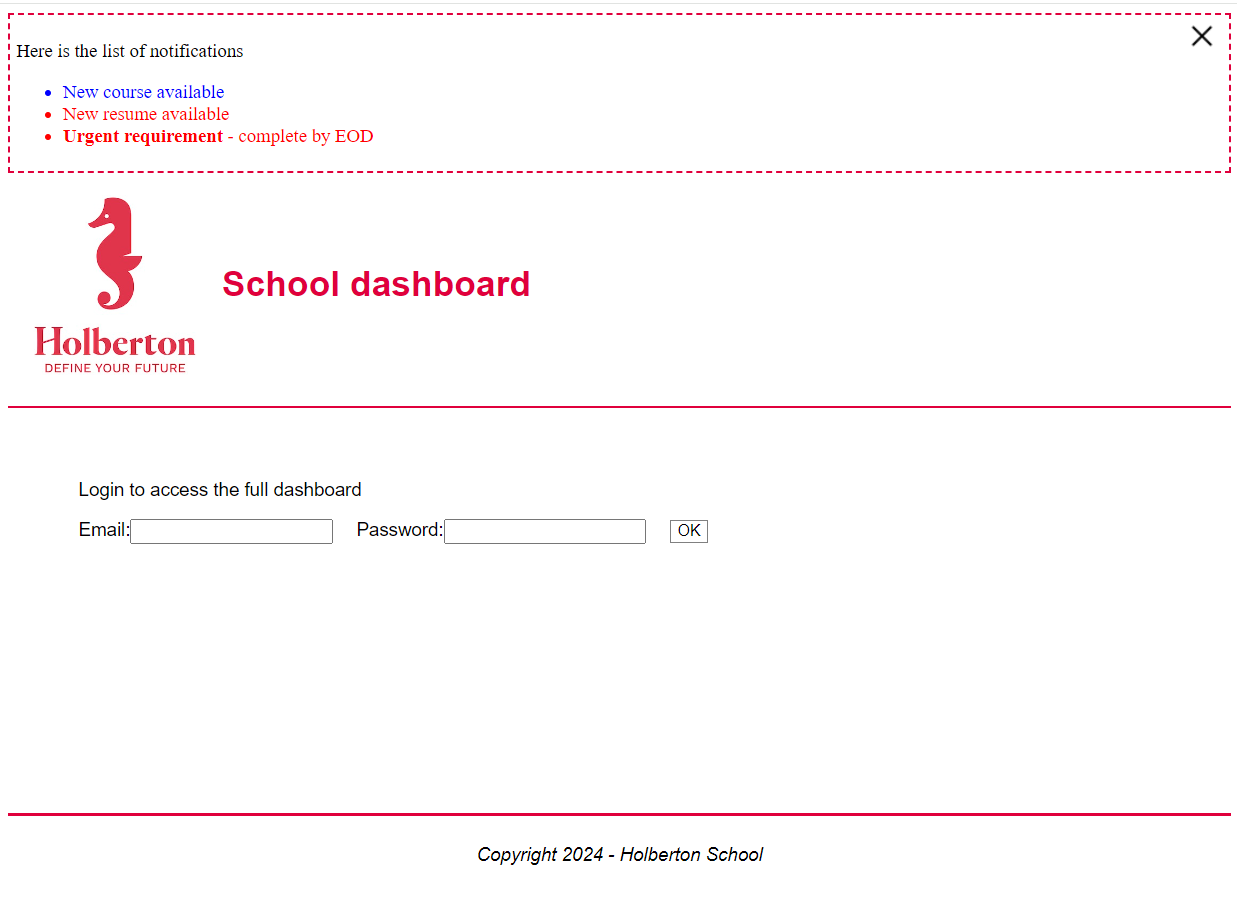 Here is the list of notifications
New course available
New resume available
Urgent requirement - complete by EOD
School dashboard
Holberton
DEFINE YOUR FUTURE
Login to access the full dashboard
Email: Password: OK
Copyright 2024 - Holberton School